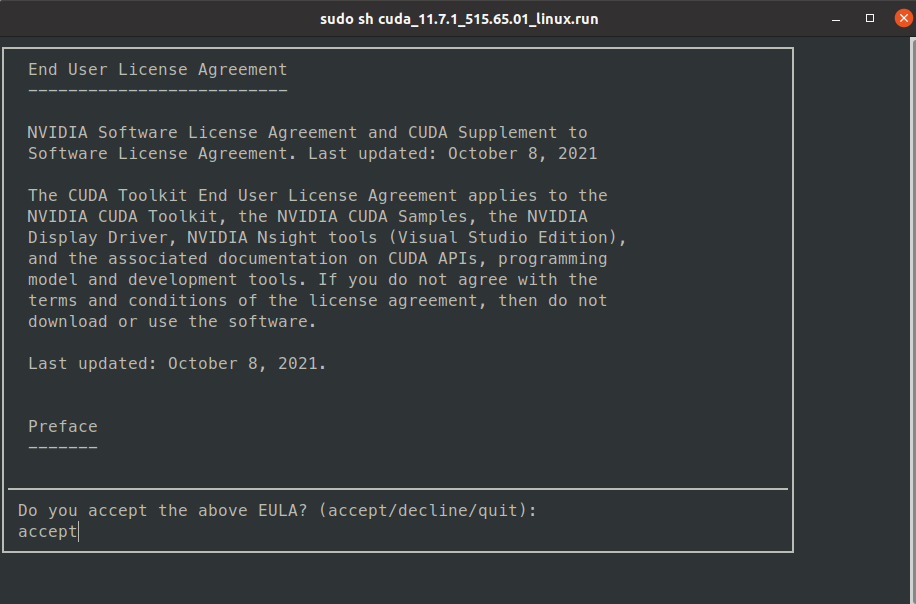 sudo sh cuda_11.7.1_515.65.01_linux.run
End User License Agreement
--------------------------
NVIDIA Software License Agreement and CUDA Supplement to
Software License Agreement. Last updated: October 8, 2021
The CUDA Toolkit End User License Agreement applies to the
NVIDIA CUDA Toolkit, the NVIDIA CUDA Samples, the NVIDIA
Display Driver, NVIDIA Nsight tools (Visual Studio Edition),
and the associated documentation on CUDA APIs, programming
model and development tools. If you do not agree with the
terms and conditions of the license agreement, then do not
download or use the software.
Last updated: October 8, 2021.
Preface
-------
Do you accept the above EULA? (accept/decline/quit):
accept